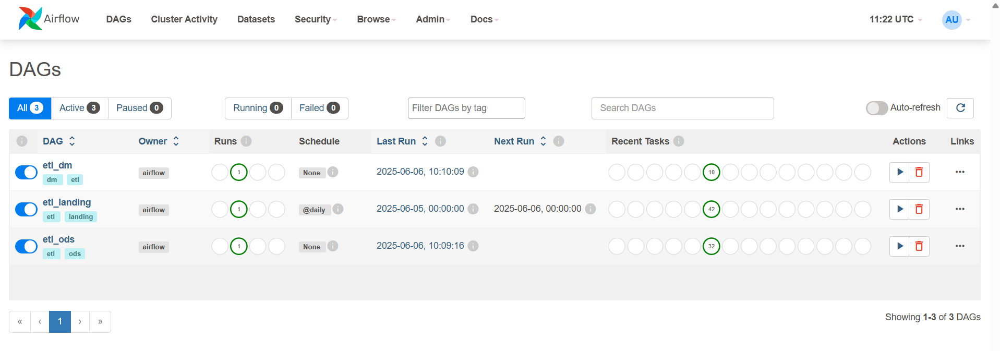 Airflow DAGs Cluster Activity Datasets Security Browse Admin Docs 11:22 UTC AU
DAGs
All 3 Active 3 Paused 0 Running 0 Failed 0 Filter DAGs by tag Search DAGs Auto-refresh
DAG Owner Runs Schedule Last Run Next Run Recent Tasks Actions Links
etl_dm
airflow 1 None 2025-06-06, 10:10:09 10
dm etl
etl_landing
airflow 1 @daily 2025-06-05, 00:00:00 2025-06-06, 00:00:00 42
etl landing
etl_ods
airflow 1 None 2025-06-06, 10:09:16 32
etl ods
« ‹ 1 › »
Showing 1-3 of 3 DAGs